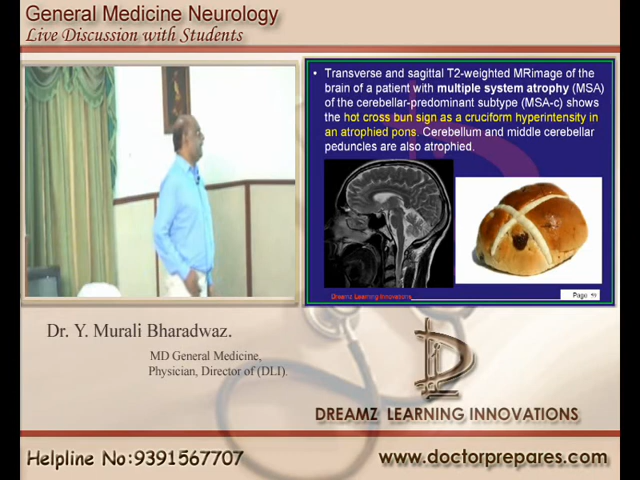 General Medicine Neurology
Live Discussion with Students
• Transverse and sagittal T2-weighted MRimage of the
brain of a patient with multiple system atrophy (MSA)
of the cerebellar-predominant subtype (MSA-c) shows
the hot cross bun sign as a cruciform hyperintensity in
an atrophied pons. Cerebellum and middle cerebellar
peduncles are also atrophied.
Dreamz Learning Innovations
Page
Dr. Y. Murali Bharadwaz.
MD General Medicine,
Physician, Director of (DLI).
DREAMZ LEARNING INNOVATIONS
Helpline No:9391567707
www.doctorprepares.com